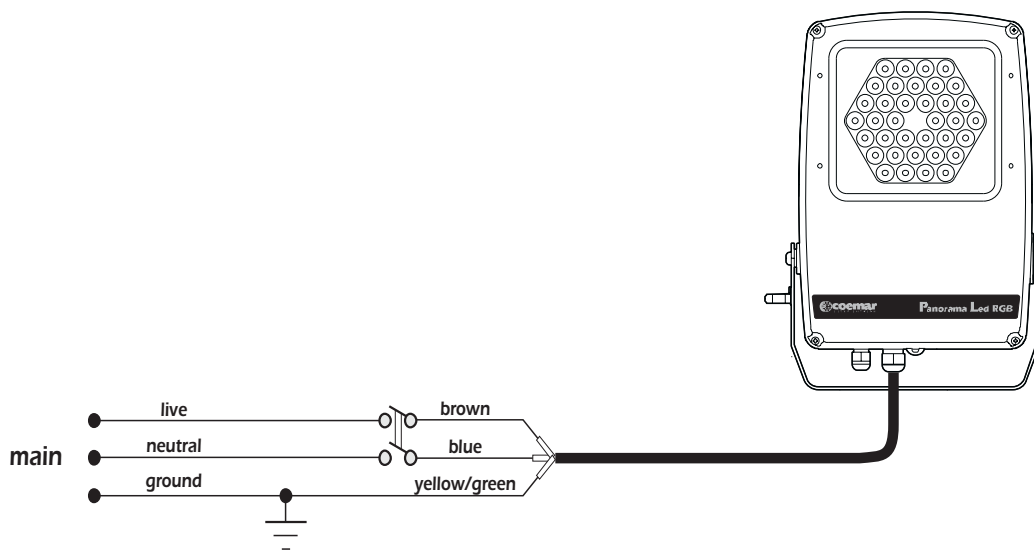 coemar
Panorama Led RGB
live
brown
main
neutral
blue
ground
yellow/green